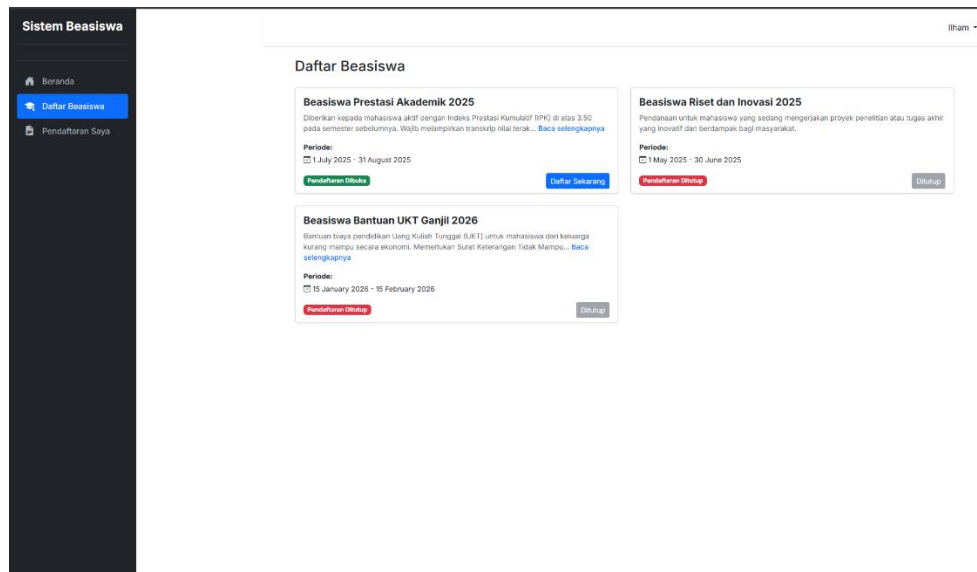 Sistem Beasiswa
Ilham
Beranda
Daftar Beasiswa
Pendaftaran Saya
Daftar Beasiswa
Beasiswa Prestasi Akademik 2025
Diberikan kepada mahasiswa aktif dengan Indeks Prestasi Kumulatif (IPK) di atas 3.50
pada semester sebelumnya. Wajib melampirkan transkrip nilai terak... Baca selengkapnya
Periode:
1 July 2025 - 31 August 2025
Pendaftaran Dibuka
Daftar Sekarang
Beasiswa Riset dan Inovasi 2025
Pendanaan untuk mahasiswa yang sedang mengerjakan proyek penelitian atau tugas akhir
yang inovatif dan berdampak bagi masyarakat.
Periode:
1 May 2025 - 30 June 2025
Pendaftaran Ditutup
Ditutup
Beasiswa Bantuan UKT Ganjil 2026
Bantuan biaya pendidikan Uang Kuliah Tunggal (UKT) untuk mahasiswa dari keluarga
kurang mampu secara ekonomi. Memerlukan Surat Keterangan Tidak Mampu... Baca
selengkapnya
Periode:
15 January 2026 - 15 February 2026
Pendaftaran Ditutup
Ditutup